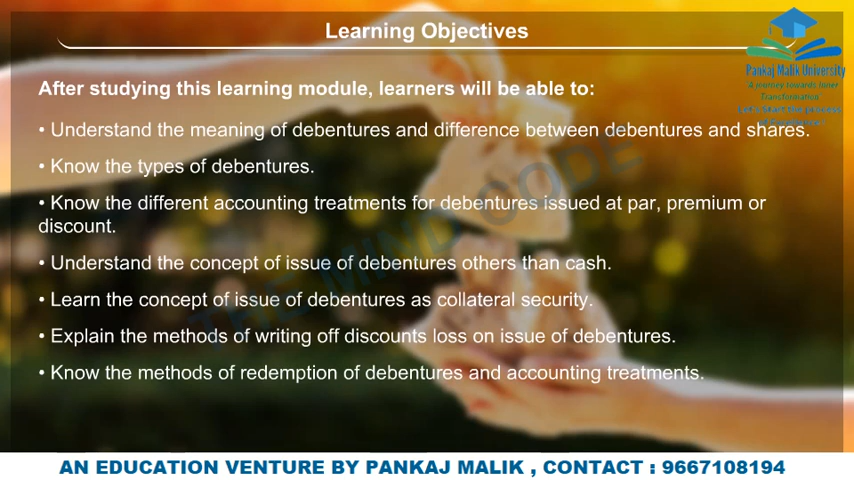 Learning Objectives
Pankaj Malik University
"A journey towards Inner
Transformation"
After studying this learning module, learners will be able to:
• Understand the meaning of debentures and difference between debentures and shares.
• Know the types of debentures.
• Know the different accounting treatments for debentures issued at par, premium or
discount.
• Understand the concept of issue of debentures others than cash.
• Learn the concept of issue of debentures as collateral security.
• Explain the methods of writing off discounts loss on issue of debentures.
• Know the methods of redemption of debentures and accounting treatments.
THE MIND CODE
AN EDUCATION VENTURE BY PANKAJ MALIK , CONTACT : 9667108194